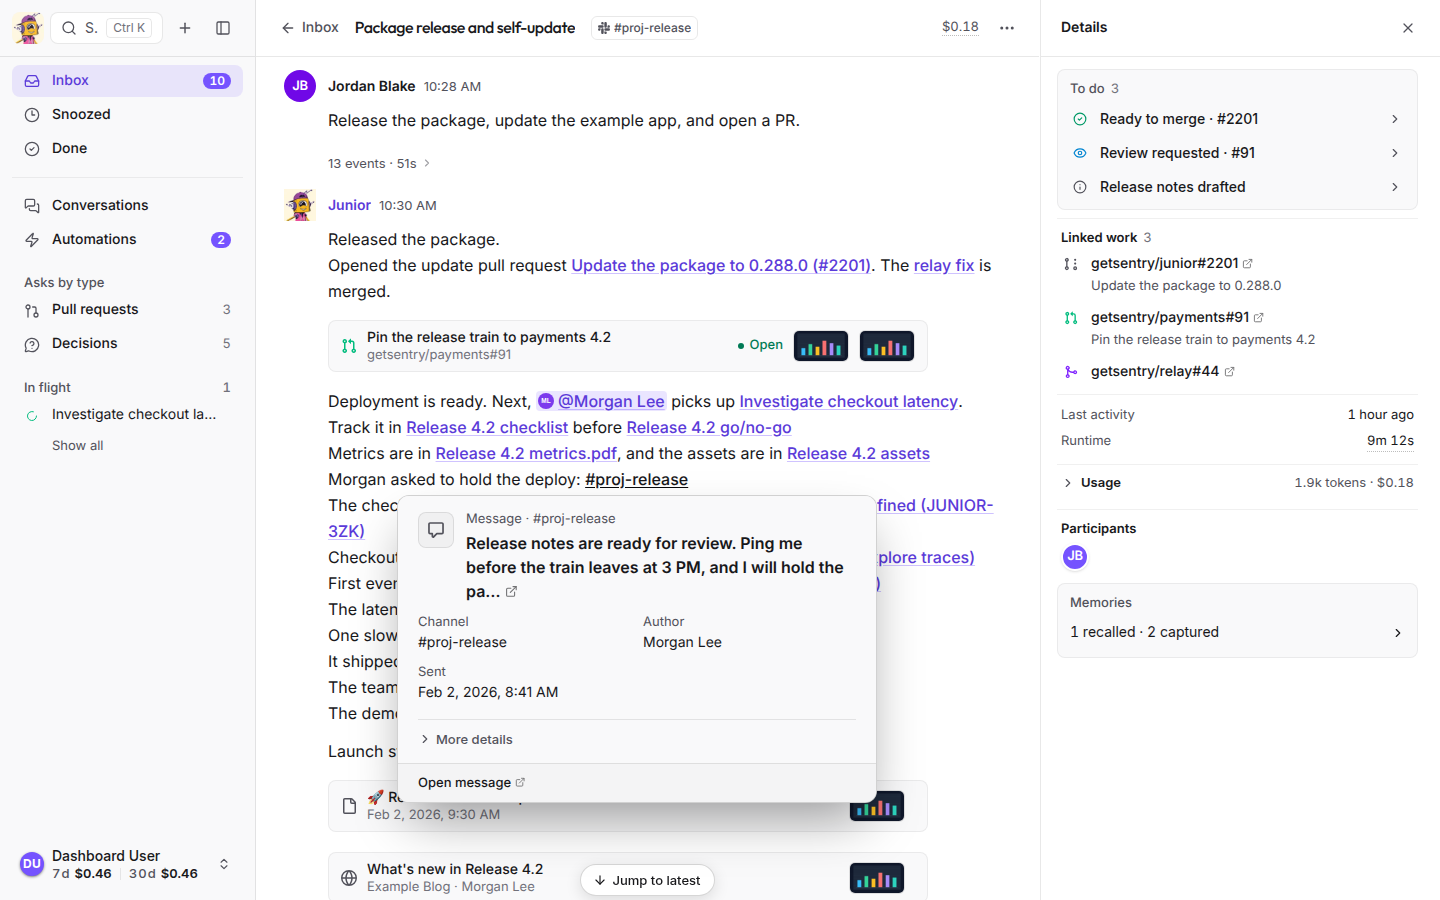 S. Ctrl K
Inbox 10
Snoozed
Done
Conversations
Automations 2
Asks by type
Pull requests 3
Decisions 5
In flight 1
Investigate checkout la...
Show all
DU Dashboard User
7d $0.46 30d $0.46
Inbox Package release and self-update #proj-release $0.18
JB Jordan Blake 10:28 AM
Release the package, update the example app, and open a PR.
13 events · 51s
Junior 10:30 AM
Released the package.
Opened the update pull request Update the package to 0.288.0 (#2201). The relay fix is
merged.
Pin the release train to payments 4.2
getsentry/payments#91
Open
Deployment is ready. Next, ML @Morgan Lee picks up Investigate checkout latency.
Track it in Release 4.2 checklist before Release 4.2 go/no-go
Metrics are in Release 4.2 metrics.pdf, and the assets are in Release 4.2 assets
Morgan asked to hold the deploy: #proj-release
The chec fined (JUNIOR-
3ZK)
Checkout plore traces)
First ever )
The laten
One slow
It shipped
The team
The demo
Launch s
Message · #proj-release
Release notes are ready for review. Ping me
before the train leaves at 3 PM, and I will hold the
pa...
Channel
#proj-release
Author
Morgan Lee
Sent
Feb 2, 2026, 8:41 AM
More details
Open message
🚀 Re
Feb 2, 2026, 9:30 AM
What's new in Release 4.2
Example Blog · Morgan Lee
Jump to latest
Details
To do 3
Ready to merge · #2201
Review requested · #91
Release notes drafted
Linked work 3
getsentry/junior#2201
Update the package to 0.288.0
getsentry/payments#91
Pin the release train to payments 4.2
getsentry/relay#44
Last activity 1 hour ago
Runtime 9m 12s
Usage 1.9k tokens · $0.18
Participants
JB
Memories
1 recalled · 2 captured